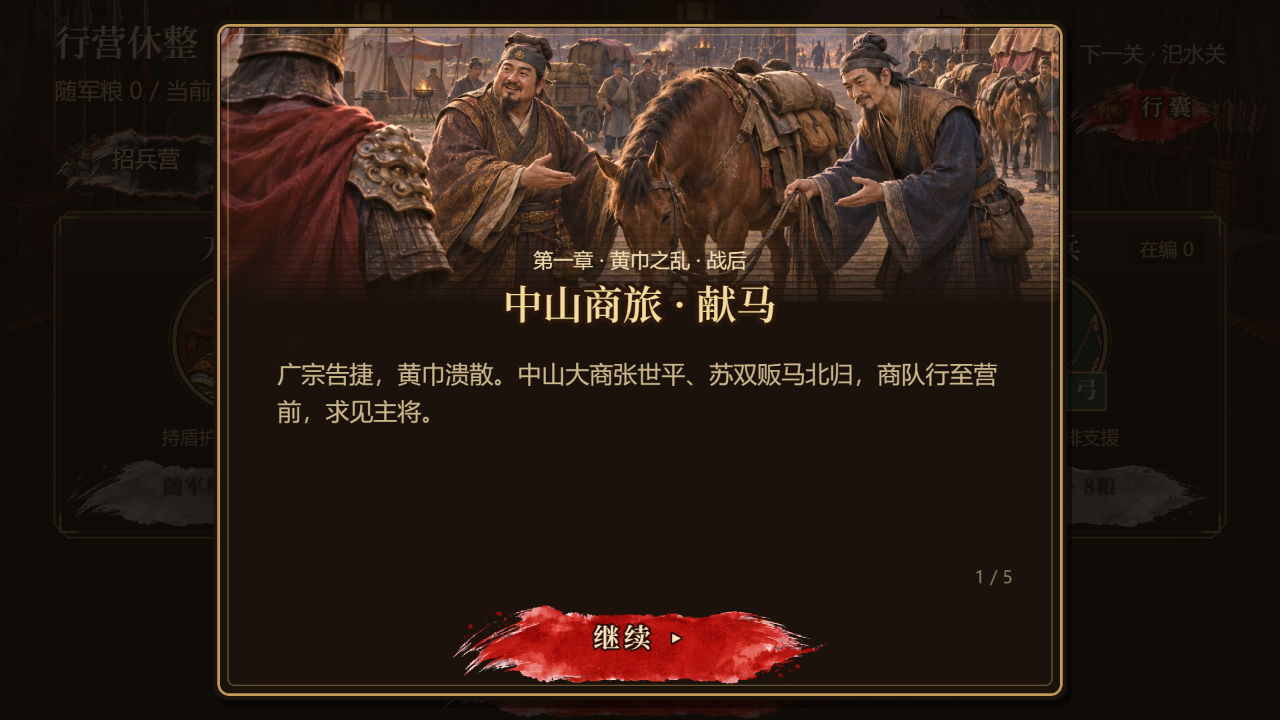 行营休整
随军粮 0 / 当前
招兵营
下一关 · 汜水关
行囊
在编 0
弓
持盾护
排支援
随军粮
8粮
第一章 · 黄巾之乱 · 战后
中山商旅 · 献马
广宗告捷，黄巾溃散。中山大商张世平、苏双贩马北归，商队行至营
前，求见主将。
1 / 5
继续 ▸